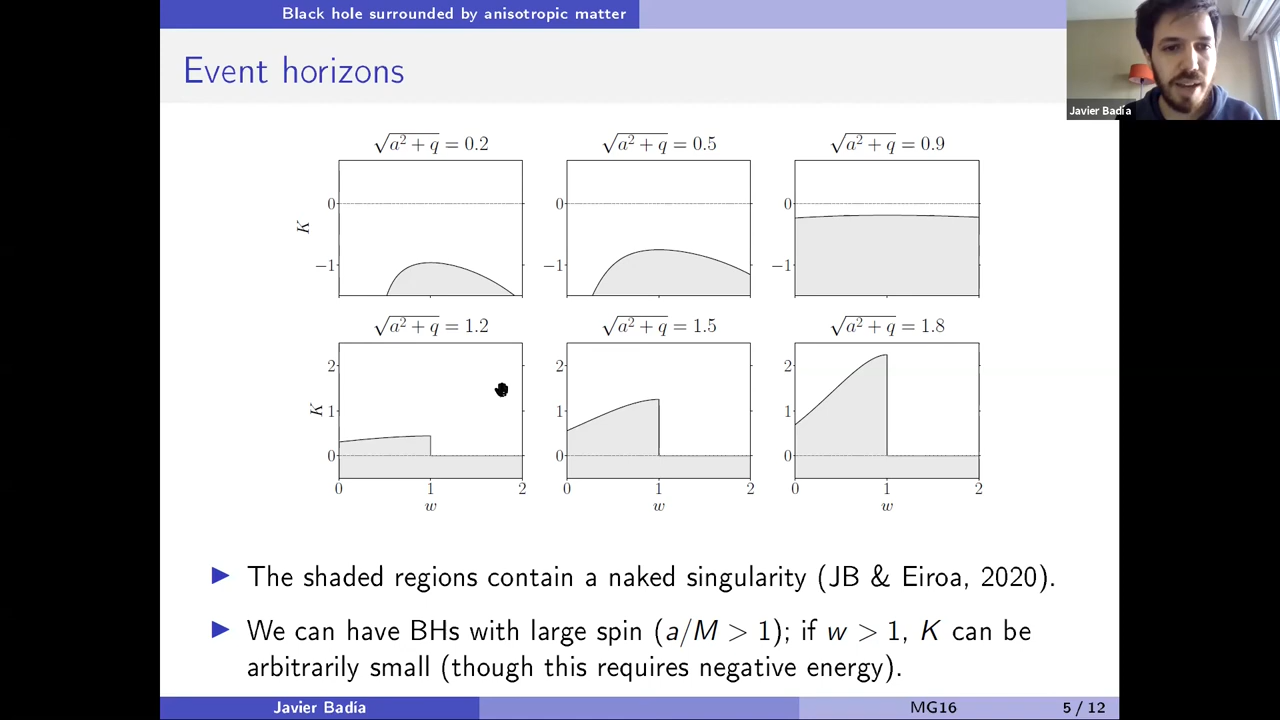 Black hole surrounded by anisotropic matter
Event horizons
Javier Badía
√a² + q = 0.2
√a² + q = 0.5
√a² + q = 0.9
K
0
−1
0
−1
0
−1
√a² + q = 1.2
√a² + q = 1.5
√a² + q = 1.8
K
2
1
0
2
1
0
2
1
0
0 1 2
0 1 2
0 1 2
w
w
w
▶ The shaded regions contain a naked singularity (JB & Eiroa, 2020).
▶ We can have BHs with large spin (a/M > 1); if w > 1, K can be
arbitrarily small (though this requires negative energy).
Javier Badía
MG16
5 / 12